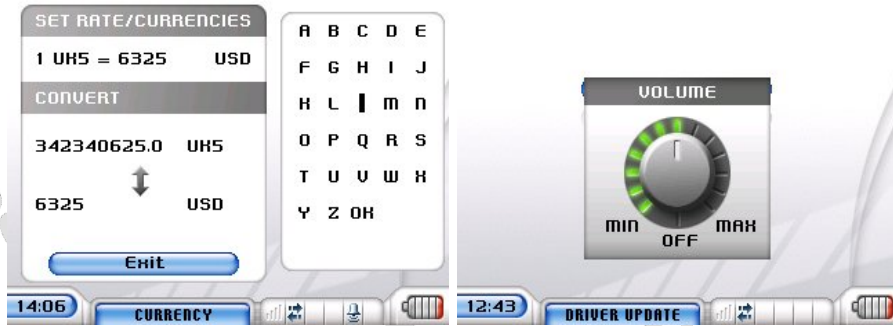 SET RATE/CURRENCIES
1 UK5 = 6325 USD
CONVERT
342340625.0 UK5
6325 USD
Exit
A B C D E
F G H I J
K L M N
O P Q R S
T U V W X
Y Z OK
14:06 CURRENCY
VOLUME
MIN OFF MAX
12:43 DRIVER UPDATE